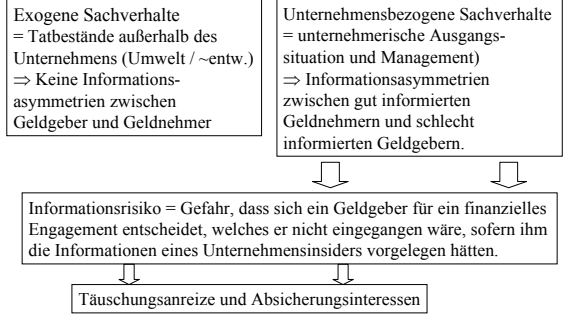 Exogene Sachverhalte
= Tatbestände außerhalb des
Unternehmens (Umwelt / ~entw.)
⇒ Keine Informations-
asymmetrien zwischen
Geldgeber und Geldnehmer
Unternehmensbezogene Sachverhalte
= unternehmerische Ausgangs-
situation und Management)
⇒ Informationsasymmetrien
zwischen gut informierten
Geldnehmern und schlecht
informierten Geldgebern.
Informationsrisiko = Gefahr, dass sich ein Geldgeber für ein finanzielles
Engagement entscheidet, welches er nicht eingegangen wäre, sofern ihm
die Informationen eines Unternehmensinsiders vorgelegen hätten.
Täuschungsanreize und Absicherungsinteressen